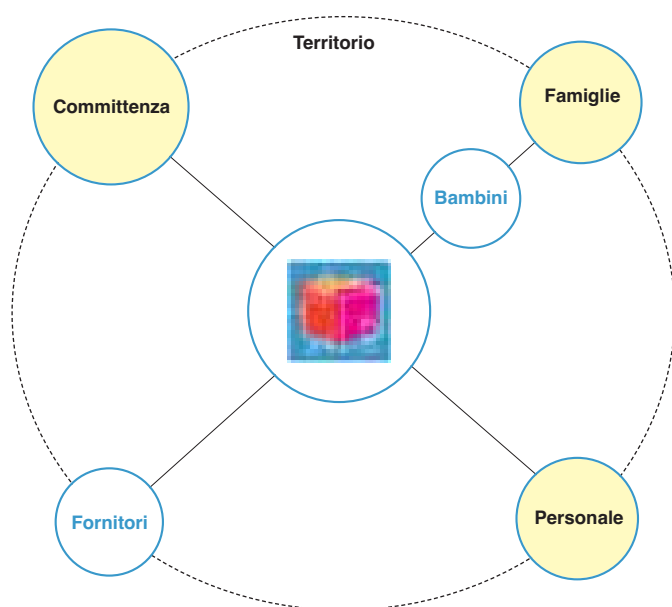 Territorio
Committenza
Famiglie
Bambini
Fornitori
Personale